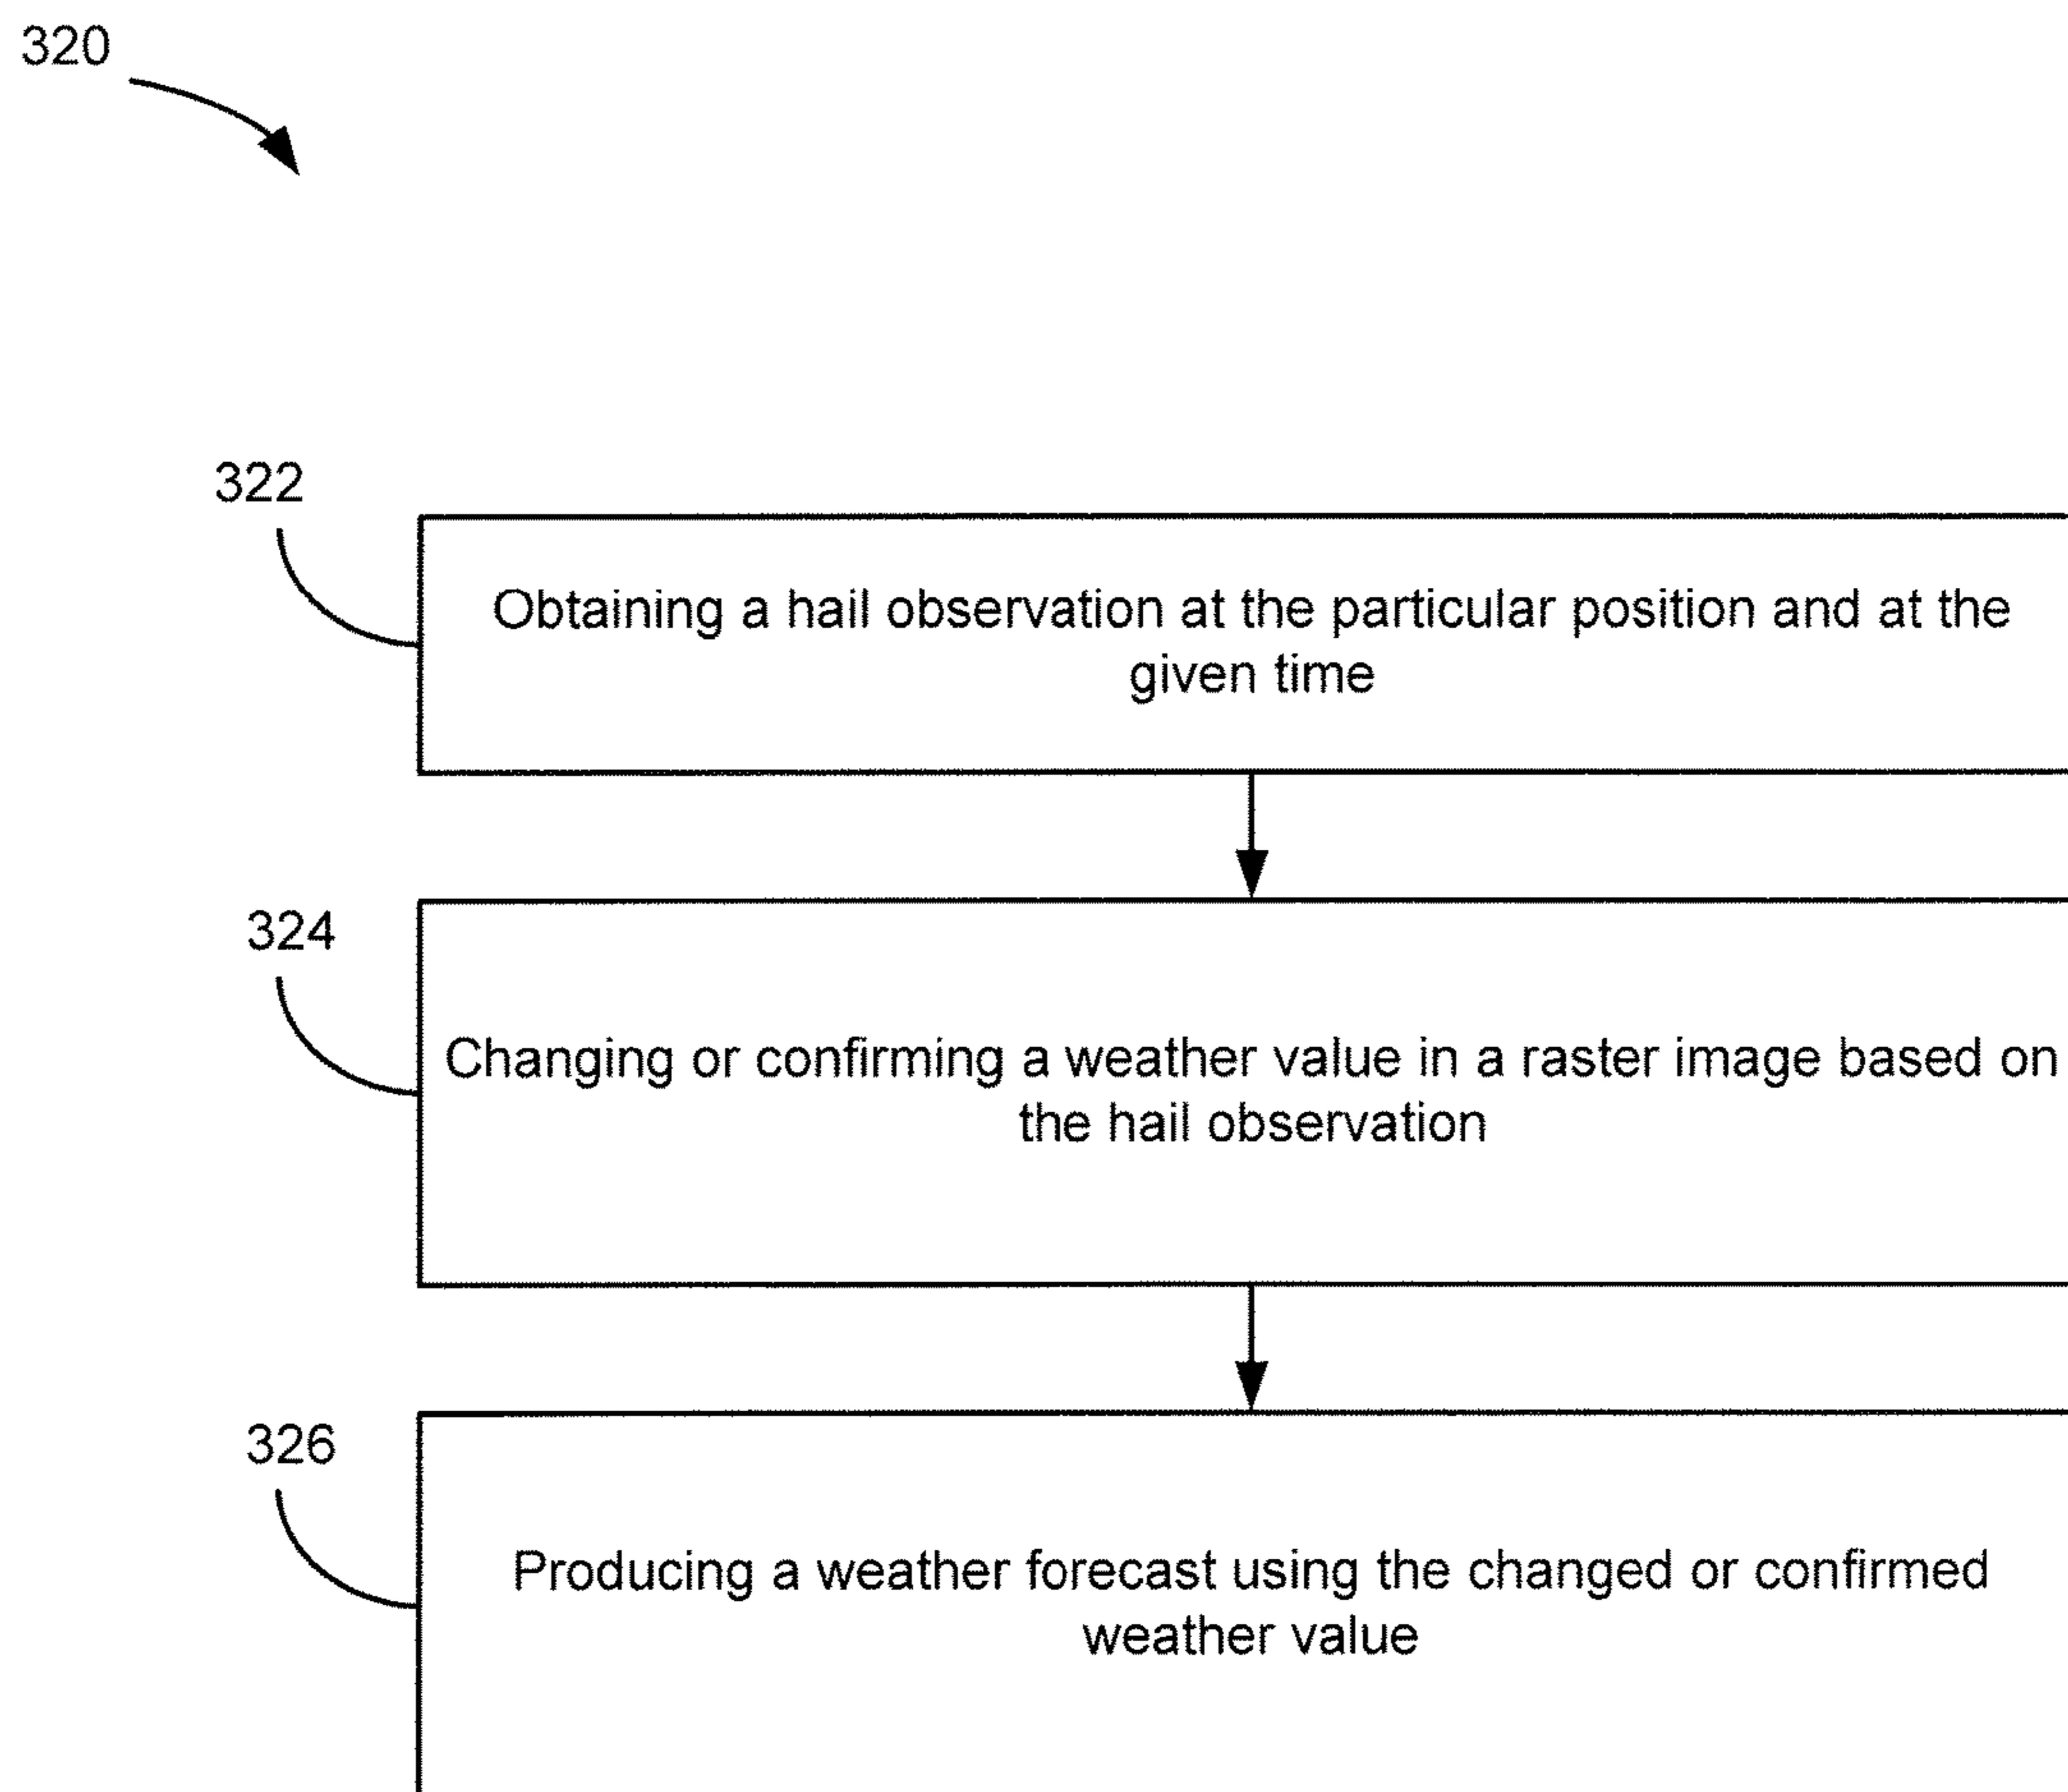 320
322
Obtaining a hail observation at the particular position and at the
given time
324
Changing or confirming a weather value in a raster image based on
the hail observation
326
Producing a weather forecast using the changed or confirmed
weather value